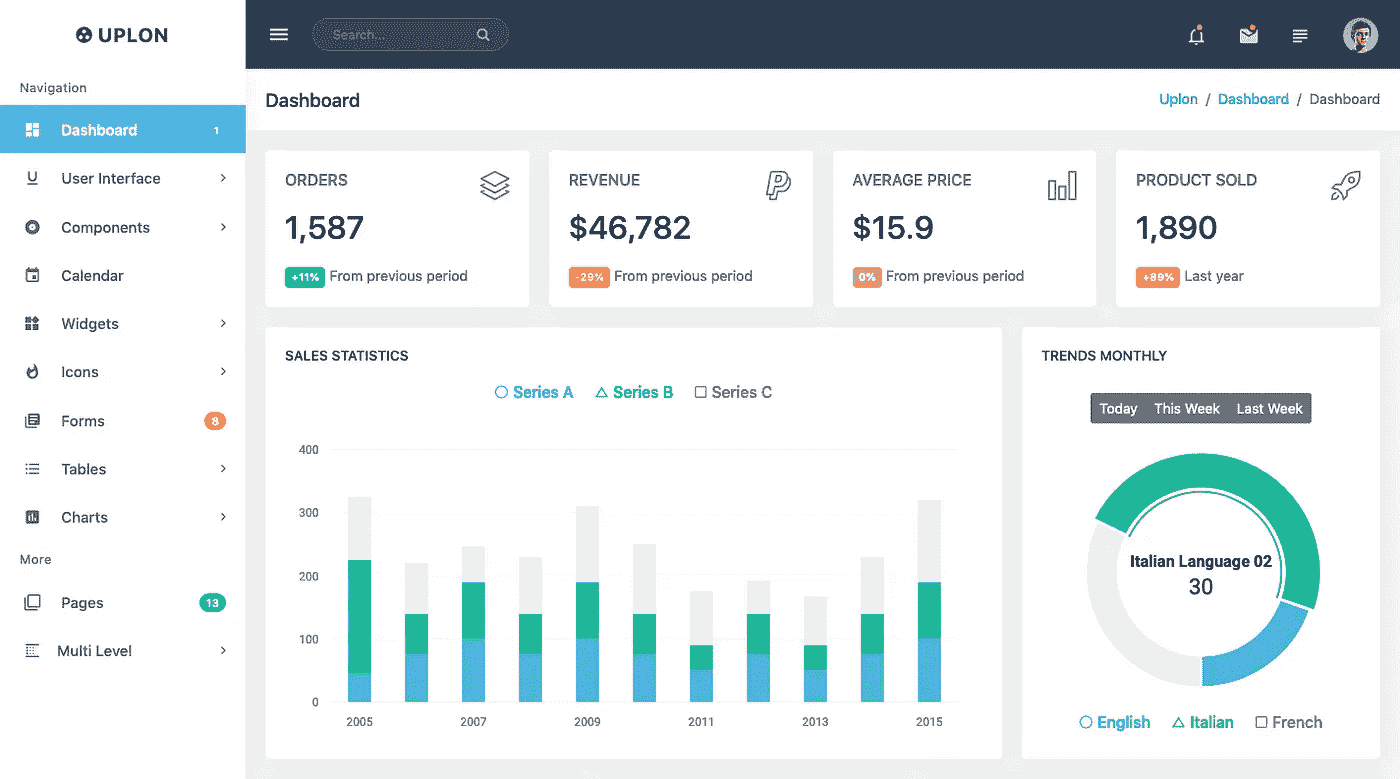 UPLON
Search...
Navigation
Dashboard 1
User Interface
Components
Calendar
Widgets
Icons
Forms 8
Tables
Charts
More
Pages 13
Multi Level
Dashboard
Uplon / Dashboard / Dashboard
ORDERS
1,587
+11% From previous period
REVENUE
$46,782
-29% From previous period
AVERAGE PRICE
$15.9
0% From previous period
PRODUCT SOLD
1,890
+89% Last year
SALES STATISTICS
Series A Series B Series C
400
300
200
100
0
2005 2007 2009 2011 2013 2015
TRENDS MONTHLY
Today This Week Last Week
Italian Language 02
30
English Italian French